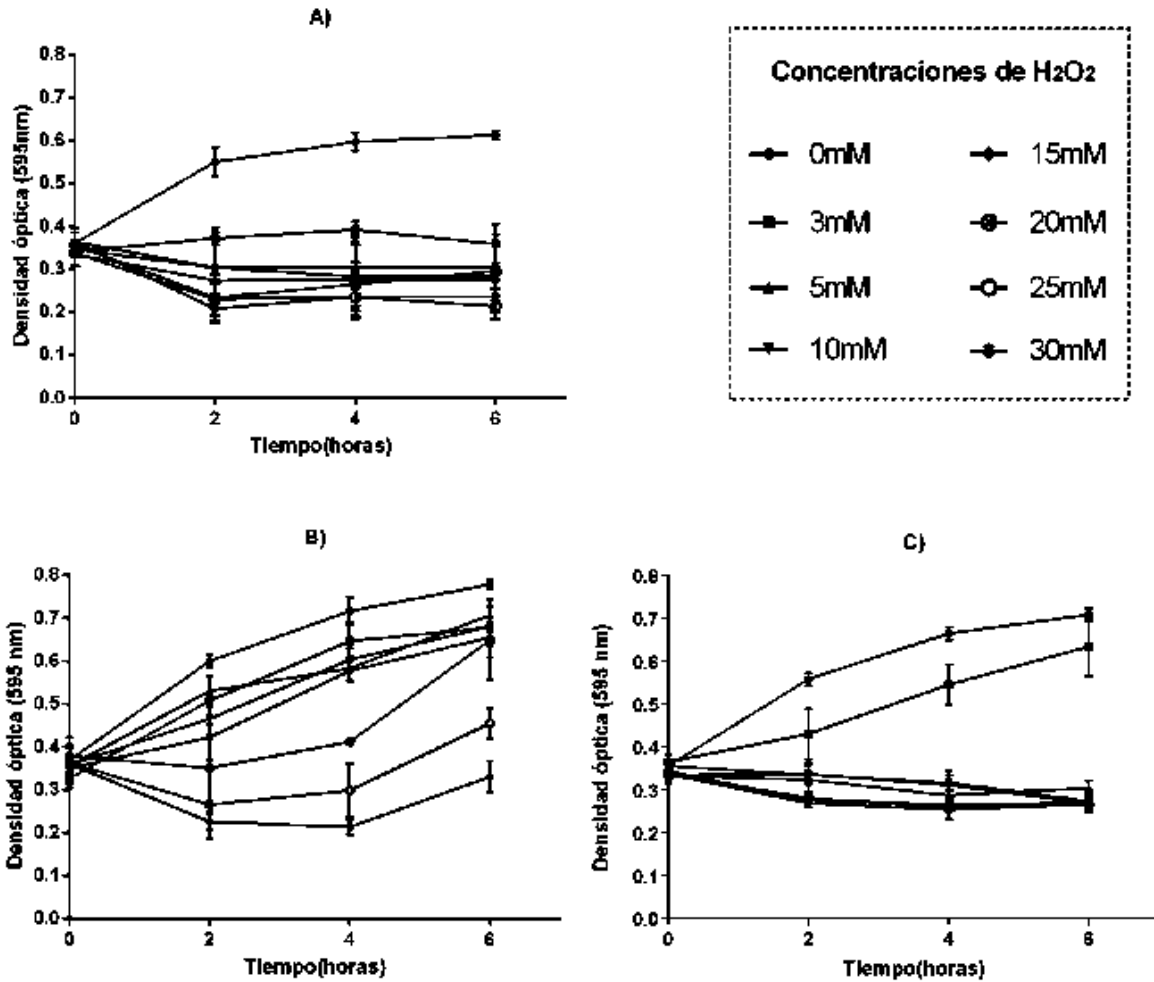 A)
Densidad óptica (595nm)
0.8
0.7
0.6
0.5
0.4
0.3
0.2
0.1
0.0
0 2 4 6
Tiempo(horas)
Concentraciones de H₂O₂
0mM 15mM
3mM 20mM
5mM 25mM
10mM 30mM
B)
Densidad óptica (595 nm)
0.8
0.7
0.6
0.5
0.4
0.3
0.2
0.1
0.0
0 2 4 6
Tiempo(horas)
C)
Densidad óptica (595 nm)
0.8
0.7
0.6
0.5
0.4
0.3
0.2
0.1
0.0
0 2 4 6
Tiempo(horas)